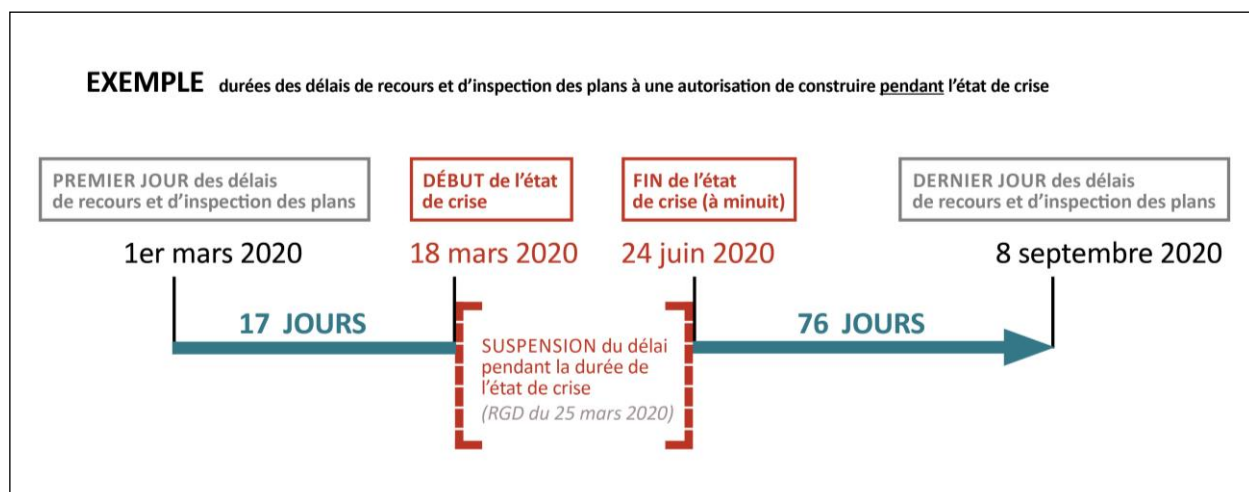 EXEMPLE durées des délais de recours et d’inspection des plans à une autorisation de construire pendant l’état de crise
PREMIER JOUR des délais
de recours et d’inspection des plans
DÉBUT de l’état
de crise
FIN de l’état
de crise (à minuit)
DERNIER JOUR des délais
de recours et d’inspection des plans
1er mars 2020
18 mars 2020
24 juin 2020
8 septembre 2020
17 JOURS
76 JOURS
SUSPENSION du délai
pendant la durée de
l’état de crise
(RGD du 25 mars 2020)